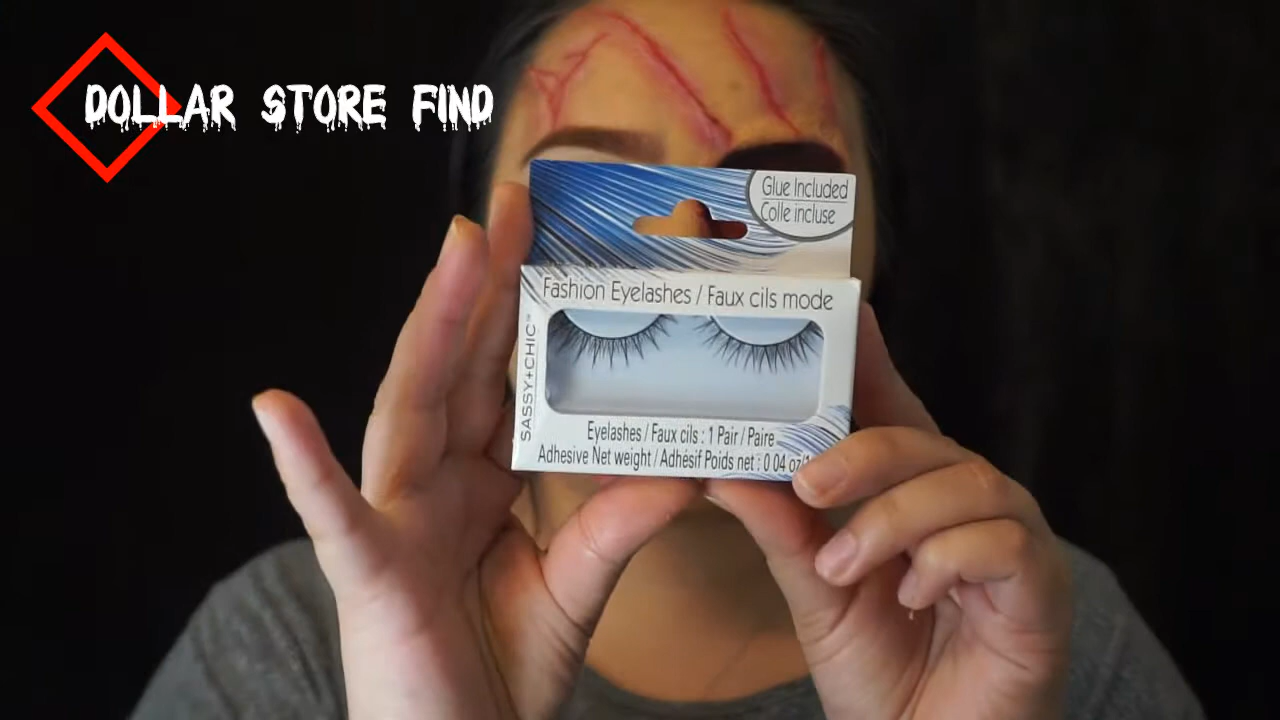 DOLLAR STORE FIND
Glue Included
Colle incluse
Fashion Eyelashes / Faux cils mode
SASSY+CHIC™
Eyelashes / Faux cils : 1 Pair / Paire
Adhesive Net weight / Adhésif Poids net : 0 04 oz/